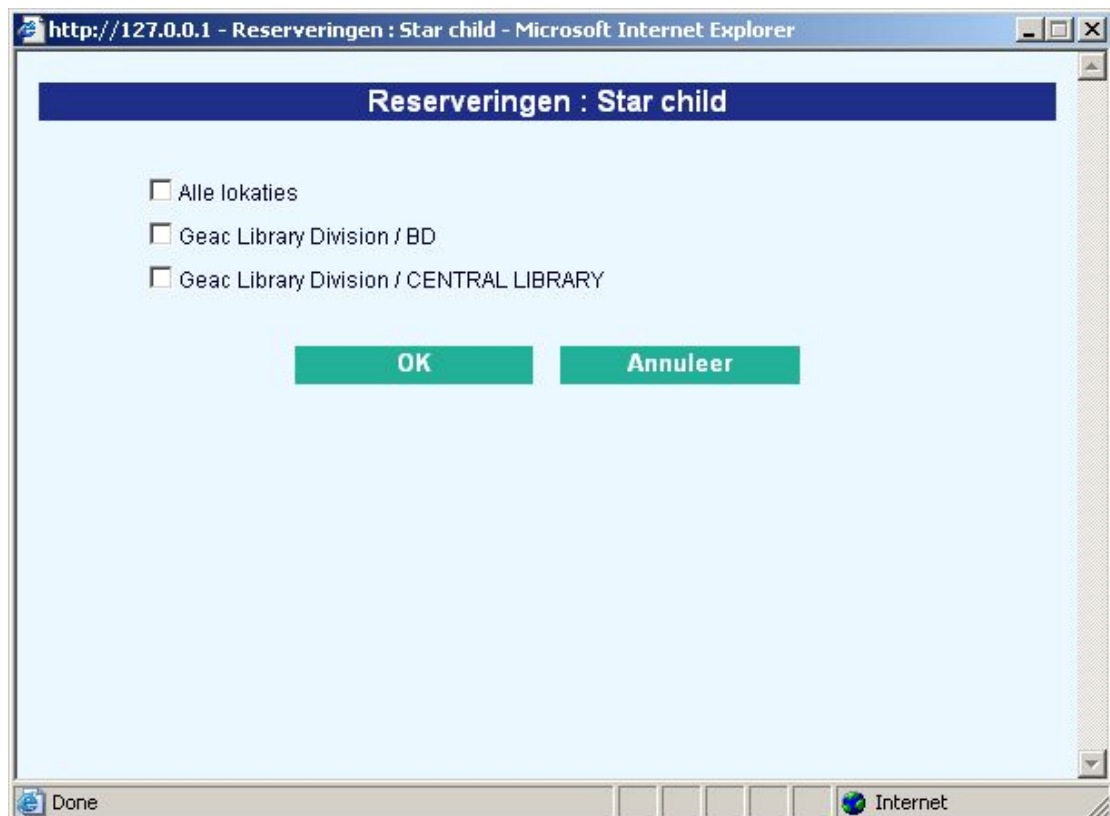 http://127.0.0.1 - Reserveringen : Star child - Microsoft Internet Explorer
Reserveringen : Star child
Alle lokaties
Geac Library Division / BD
Geac Library Division / CENTRAL LIBRARY
OK Annuleer
Done Internet